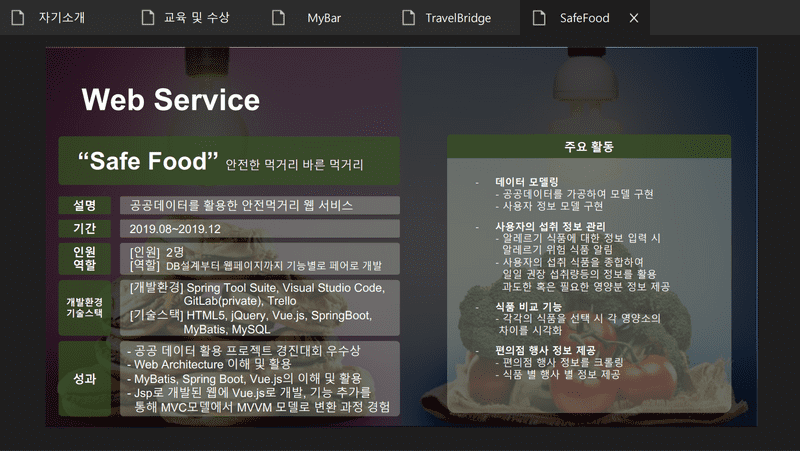 자기소개
교육 및 수상
MyBar
TravelBridge
SafeFood
Web Service
“Safe Food” 안전한 먹거리 바른 먹거리
설명
공공데이터를 활용한 안전먹거리 웹 서비스
기간
2019.08~2019.12
인원
역할
[인원] 2명
[역할] DB설계부터 웹페이지까지 기능별로 페어로 개발
개발환경
기술스택
[개발환경] Spring Tool Suite, Visual Studio Code,
GitLab(private), Trello
[기술스택] HTML5, jQuery, Vue.js, SpringBoot,
MyBatis, MySQL
성과
- 공공 데이터 활용 프로젝트 경진대회 우수상
- Web Architecture 이해 및 활용
- MyBatis, Spring Boot, Vue.js의 이해 및 활용
- Jsp로 개발된 웹에 Vue.js로 개발, 기능 추가를
통해 MVC모델에서 MVVM 모델로 변환 과정 경험
주요 활동
- 데이터 모델링
- 공공데이터를 가공하여 모델 구현
- 사용자 정보 모델 구현
- 사용자의 섭취 정보 관리
- 알레르기 식품에 대한 정보 입력 시
알레르기 위험 식품 알림
- 사용자의 섭취 식품을 종합하여
일일 권장 섭취량등의 정보를 활용
과도한 혹은 필요한 영양분 정보 제공
- 식품 비교 기능
- 각각의 식품을 선택 시 각 영양소의
차이를 시각화
- 편의점 행사 정보 제공
- 편의점 행사 정보를 크롤링
- 식품 별 행사 별 정보 제공